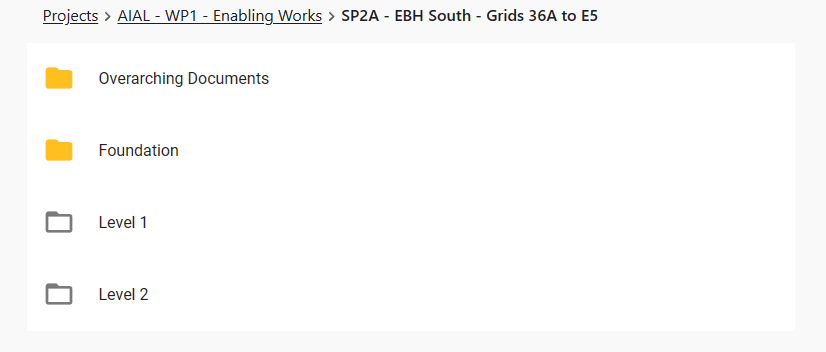 Projects > AIAL - WP1 - Enabling Works > SP2A - EBH South - Grids 36A to E5
Overarching Documents
Foundation
Level 1
Level 2